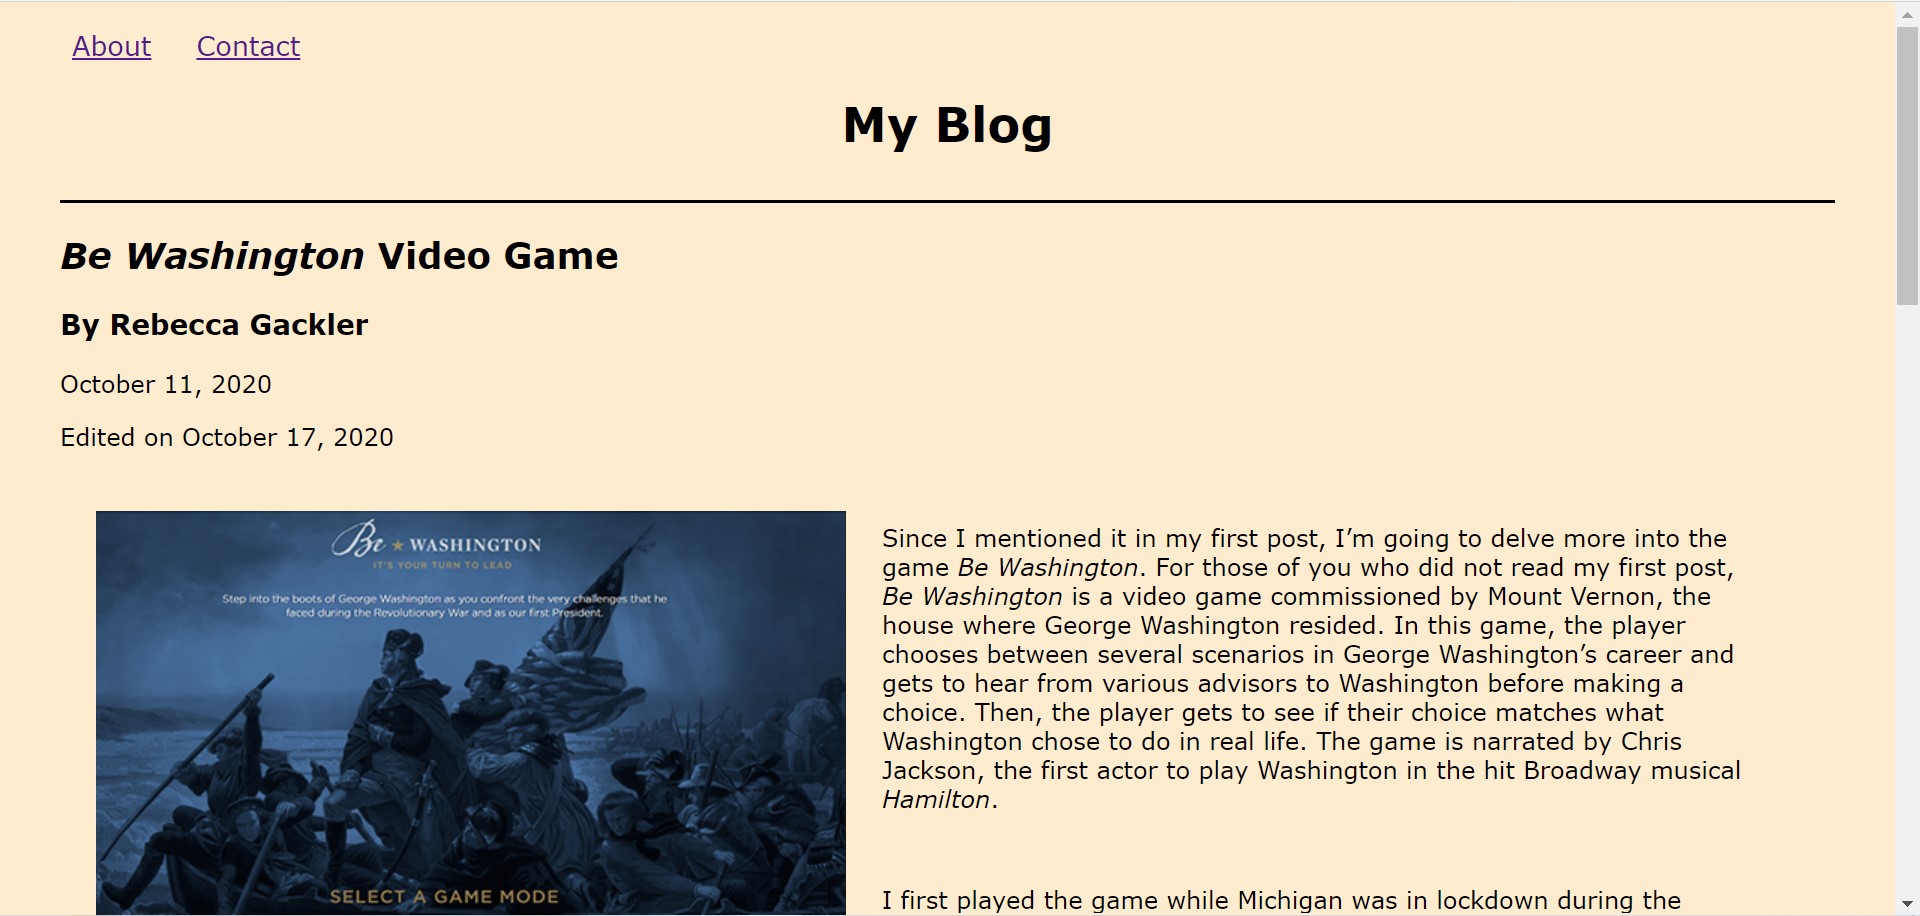 About Contact
My Blog
Be Washington Video Game
By Rebecca Gackler
October 11, 2020
Edited on October 17, 2020
Be ★ WASHINGTON
IT'S YOUR TURN TO LEAD
Step into the boots of George Washington as you confront the very challenges that he
faced during the Revolutionary War and as our first President.
SELECT A GAME MODE
Since I mentioned it in my first post, I’m going to delve more into the
game Be Washington. For those of you who did not read my first post,
Be Washington is a video game commissioned by Mount Vernon, the
house where George Washington resided. In this game, the player
chooses between several scenarios in George Washington’s career and
gets to hear from various advisors to Washington before making a
choice. Then, the player gets to see if their choice matches what
Washington chose to do in real life. The game is narrated by Chris
Jackson, the first actor to play Washington in the hit Broadway musical
Hamilton.
I first played the game while Michigan was in lockdown during the